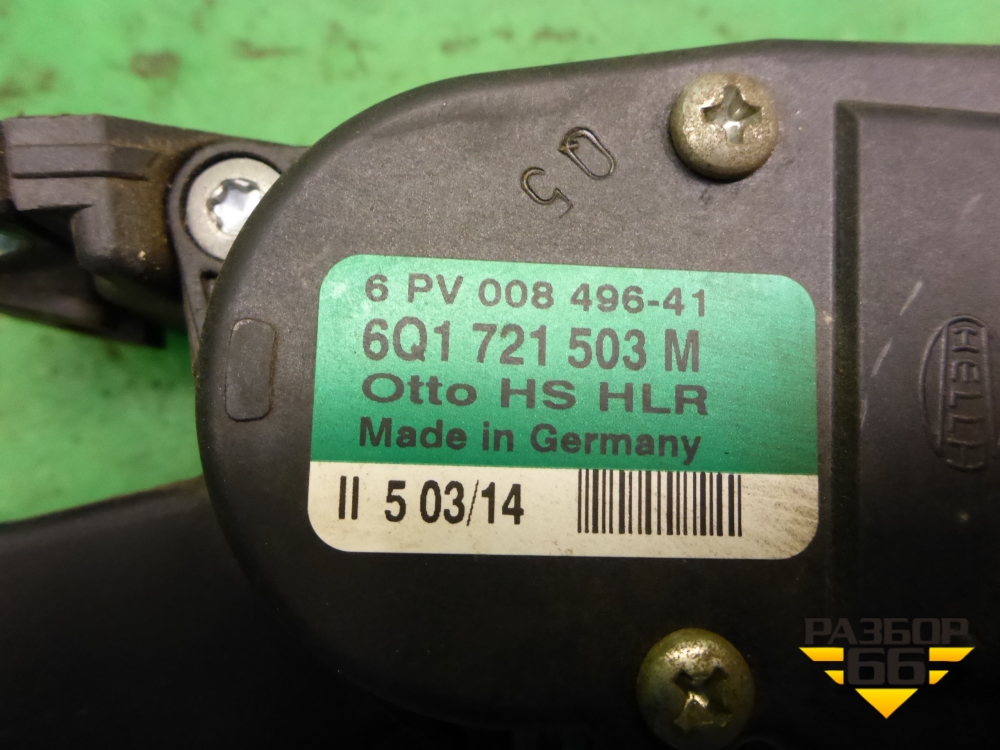 05
6 PV 008 496-41
6Q1 721 503 M
Otto HS HLR
Made in Germany
II 5 03/14
HELLA
РАЗБОР
66